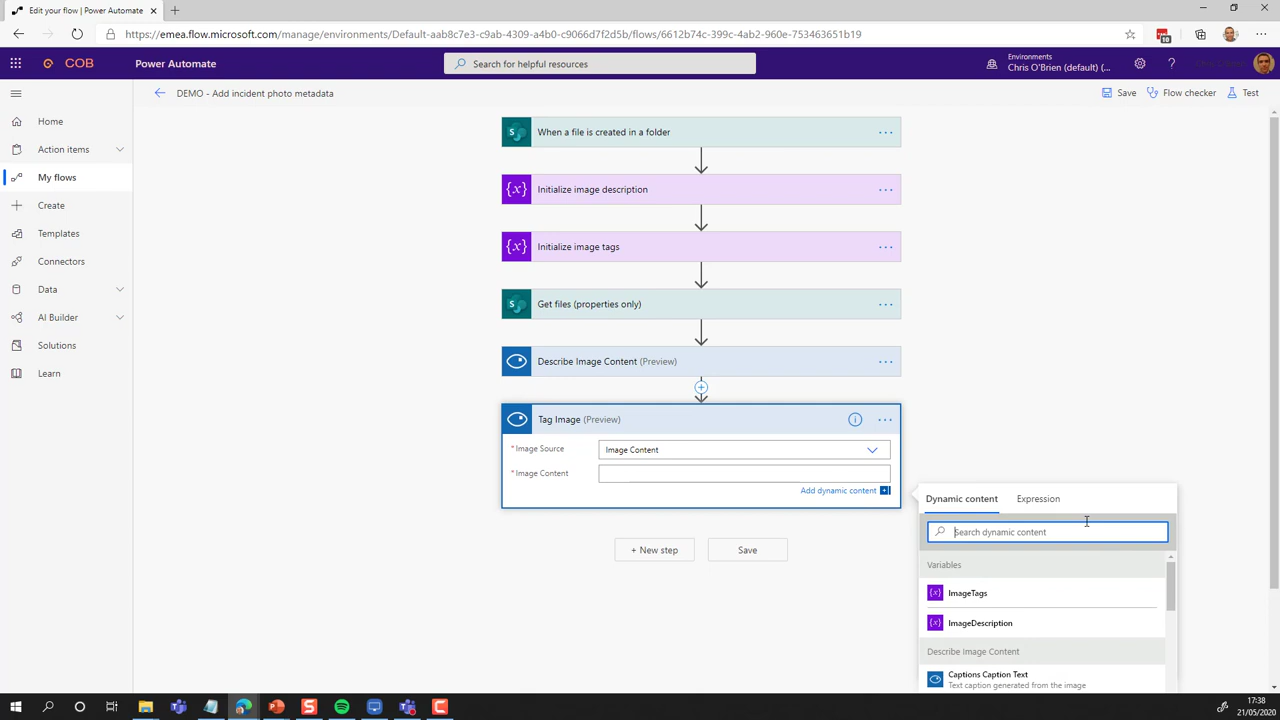 Edit your flow | Power Automate
https://emea.flow.microsoft.com/manage/environments/Default-aab8c7e3-c9ab-4309-a4b0-c9066d7f2d5b/flows/6612b74c-399c-4ab2-960e-753463651b19
10
COB
Power Automate
Search for helpful resources
Environments
Chris O'Brien (default) (...
DEMO - Add incident photo metadata
Save
Flow checker
Test
Home
Action items
My flows
Create
Templates
Connectors
Data
AI Builder
Solutions
Learn
When a file is created in a folder
Initialize image description
Initialize image tags
Get files (properties only)
Describe Image Content (Preview)
Tag Image (Preview)
* Image Source
Image Content
* Image Content
Add dynamic content
+ New step
Save
Dynamic content
Expression
Search dynamic content
Variables
ImageTags
ImageDescription
Describe Image Content
Captions Caption Text
Text caption generated from the image
17:38
21/05/2020